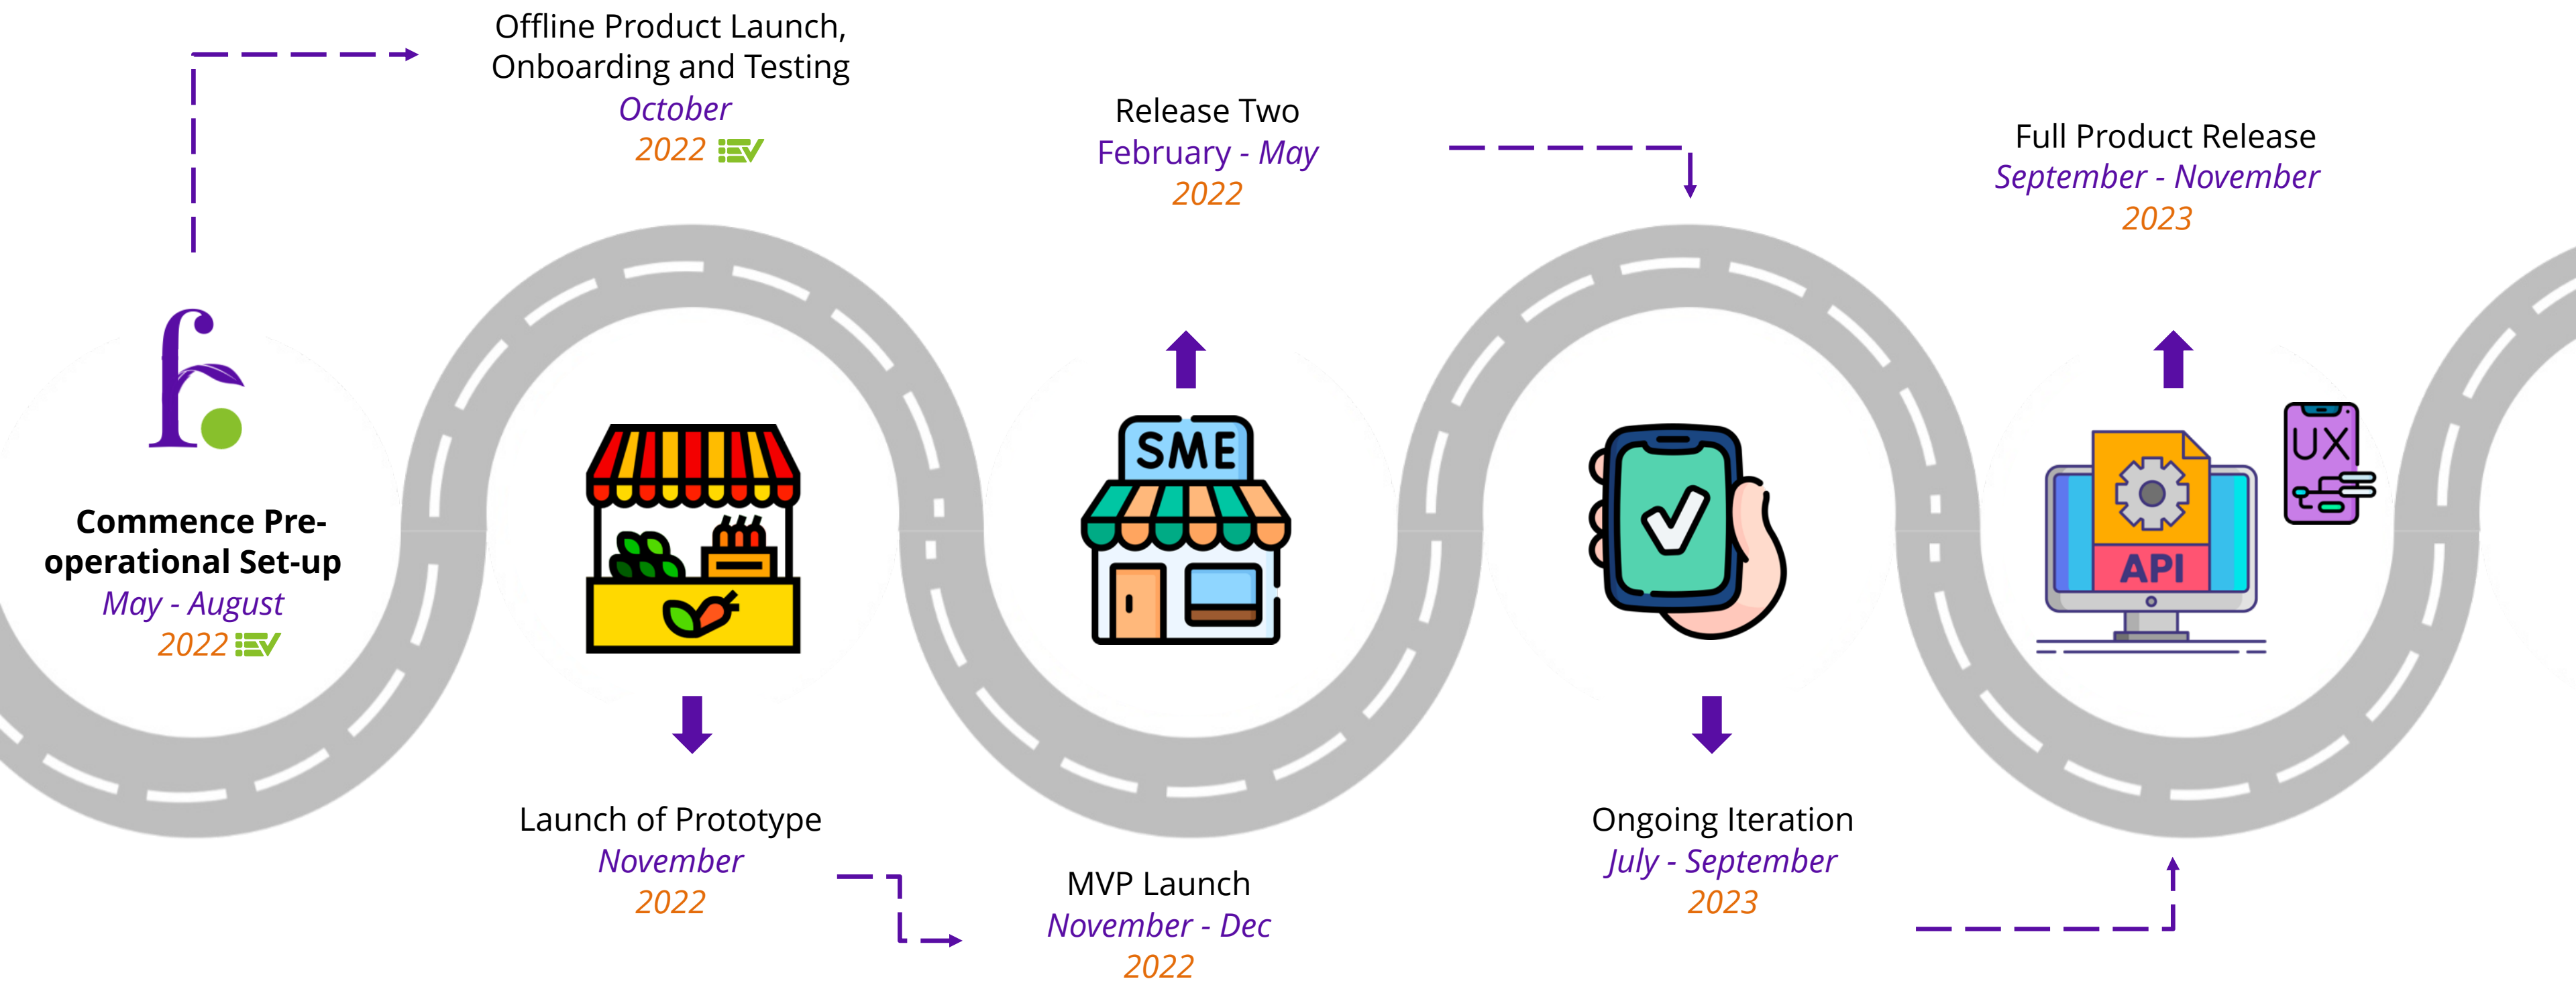 Commence Pre-
operational Set-up
May - August
2022
Offline Product Launch,
Onboarding and Testing
October
2022
Launch of Prototype
November
2022
MVP Launch
November - Dec
2022
Release Two
February - May
2022
SME
Ongoing Iteration
July - September
2023
Full Product Release
September - November
2023
UX
API